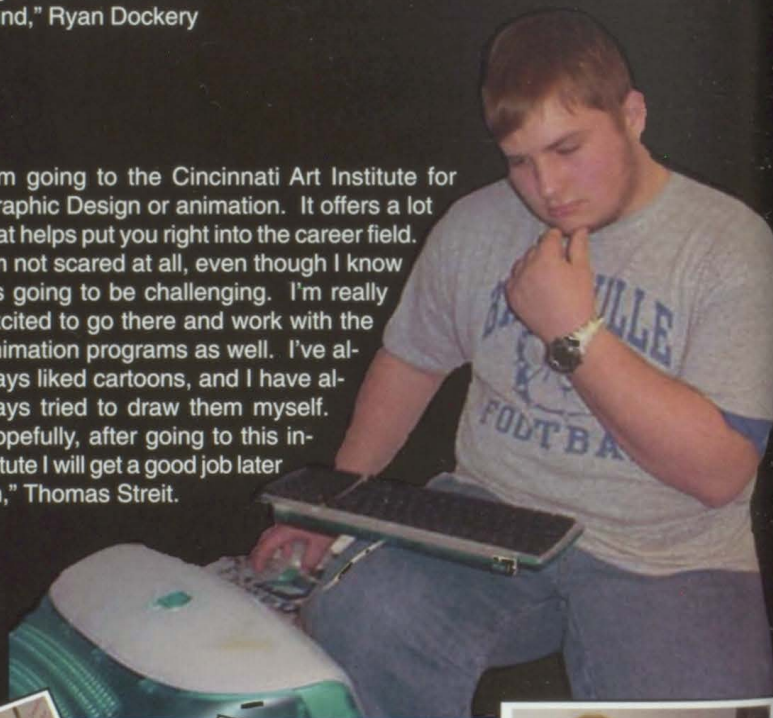 nd,” Ryan Dockery
m going to the Cincinnati Art Institute for
raphic Design or animation. It offers a lot
at helps put you right into the career field.
n not scared at all, even though I know
s going to be challenging. I’m really
cited to go there and work with the
imation programs as well. I’ve al-
ays liked cartoons, and I have al-
ays tried to draw them myself.
opefully, after going to this in-
tute I will get a good job later
,” Thomas Streit.
FOOTBA